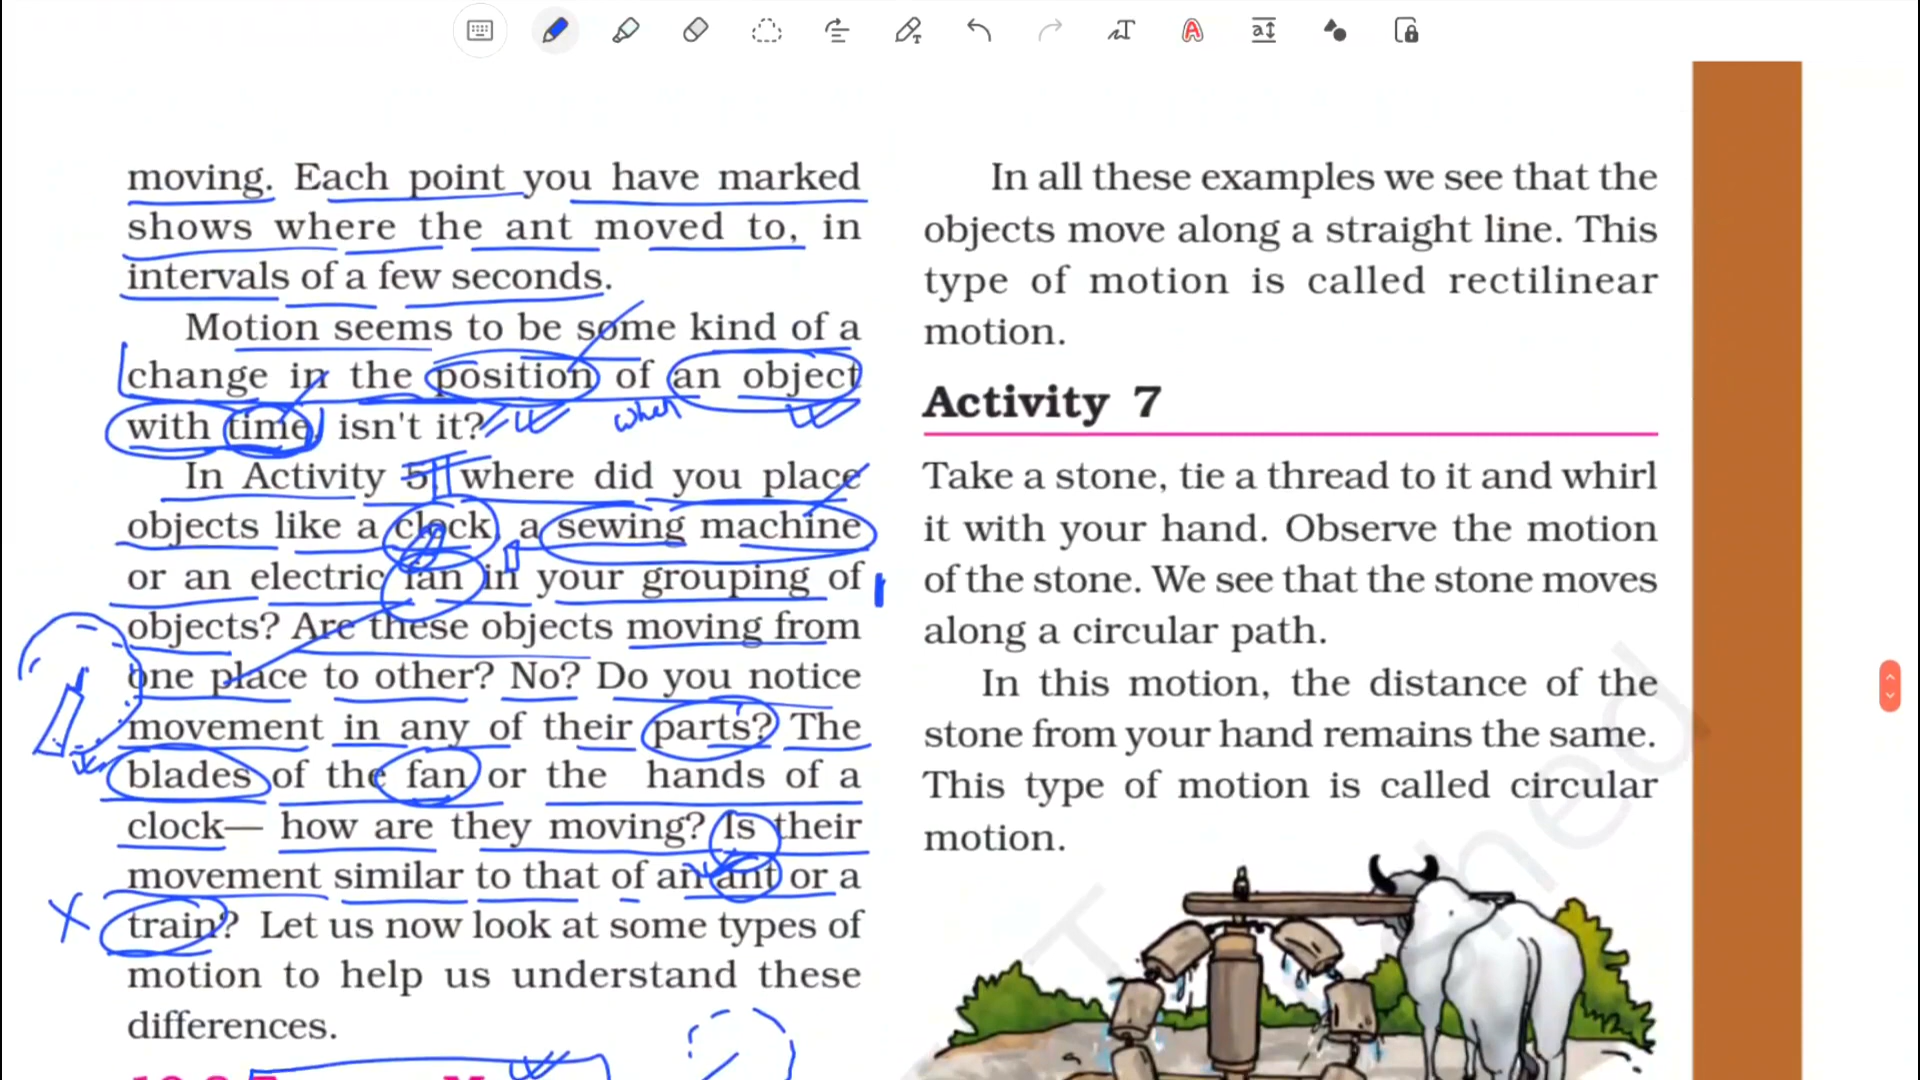 moving. Each point you have marked
shows where the ant moved to, in
intervals of a few seconds.
Motion seems to be some kind of a
change in the position of an object
with time, isn't it?
when
In Activity 5, where did you place
objects like a clock, a sewing machine
or an electric fan in your grouping of
objects? Are these objects moving from
one place to other? No? Do you notice
movement in any of their parts? The
blades of the fan or the hands of a
clock— how are they moving? Is their
movement similar to that of an ant or a
train? Let us now look at some types of
motion to help us understand these
differences.
In all these examples we see that the
objects move along a straight line. This
type of motion is called rectilinear
motion.
Activity 7
Take a stone, tie a thread to it and whirl
it with your hand. Observe the motion
of the stone. We see that the stone moves
along a circular path.
In this motion, the distance of the
stone from your hand remains the same.
This type of motion is called circular
motion.